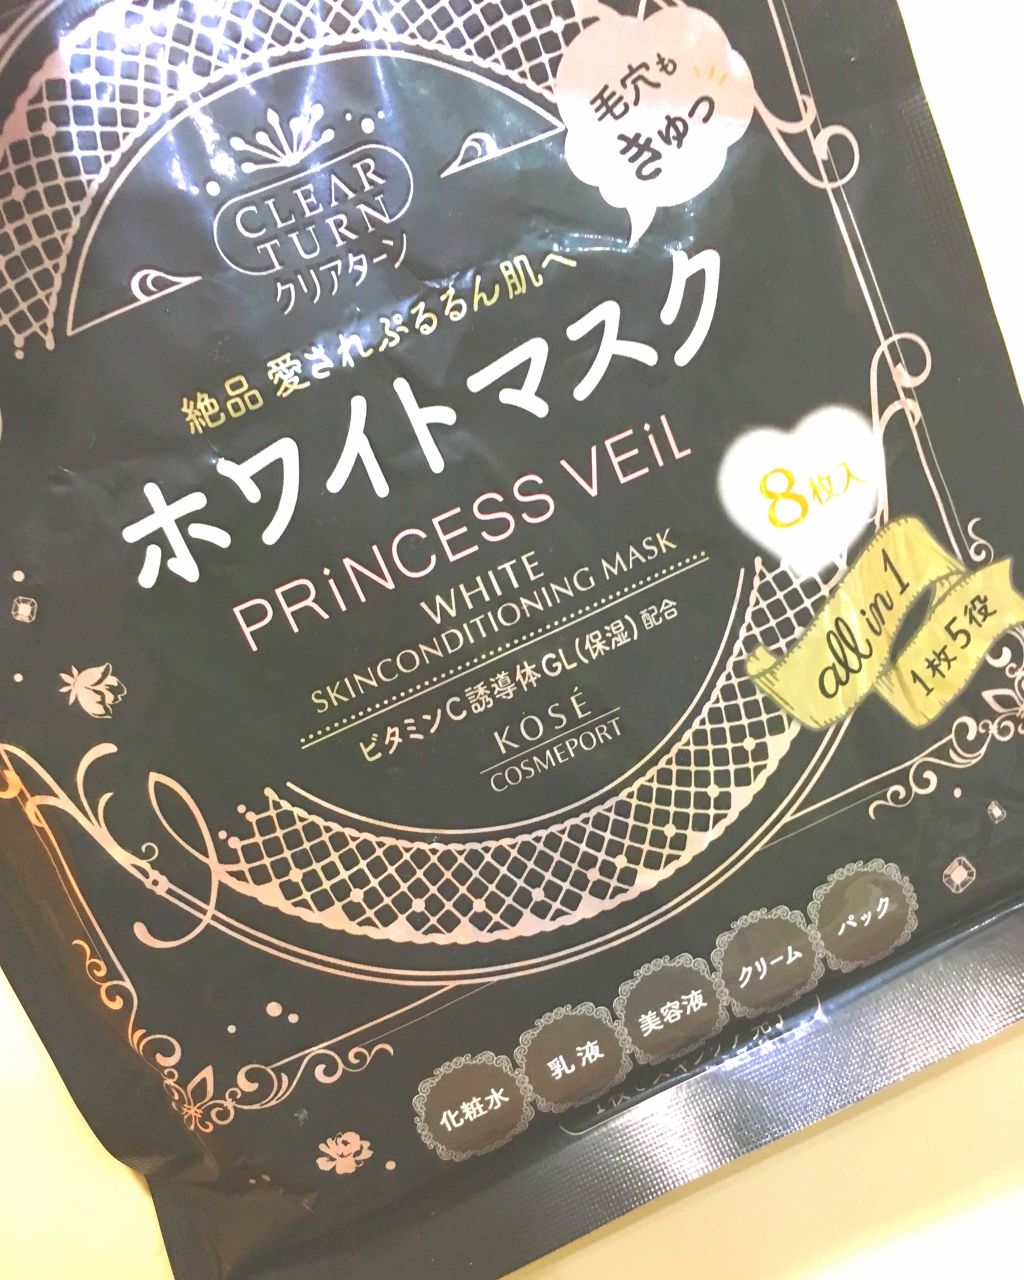 CLEAR
TURN
クリアターン
毛穴も
きゅっ
絶品 愛されぷるるん肌へ
ホワイトマスク
PRiNCESS VEiL
WHITE
SKINCONDITIONING MASK
ビタミンC誘導体GL(保湿)配合
KOSÉ
COSMEPORT
8枚入
all in 1
1枚5役
化粧水
乳液
美容液
クリーム
パック